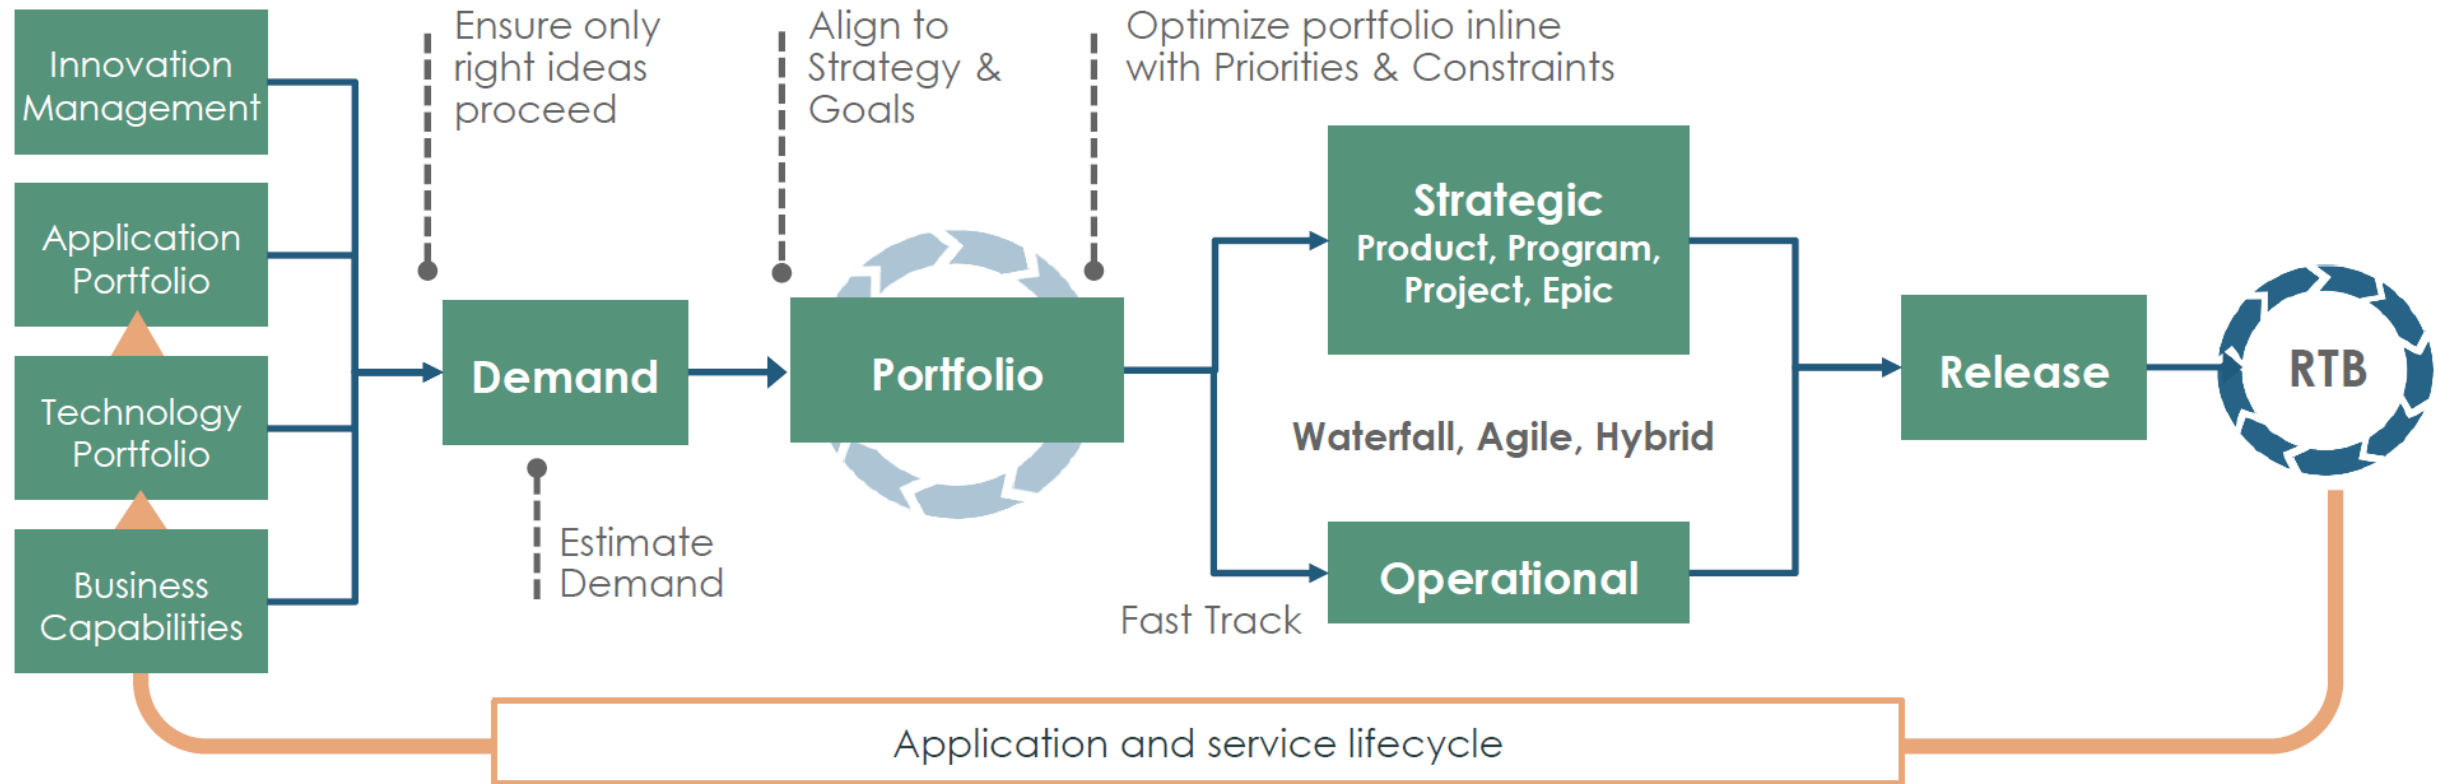 Innovation
Management
Application
Portfolio
Technology
Portfolio
Business
Capabilities
Ensure only
right ideas
proceed
Demand
Estimate
Demand
Align to
Strategy &
Goals
Portfolio
Optimize portfolio inline
with Priorities & Constraints
Strategic
Product, Program,
Project, Epic
Waterfall, Agile, Hybrid
Operational
Fast Track
Release
RTB
Application and service lifecycle